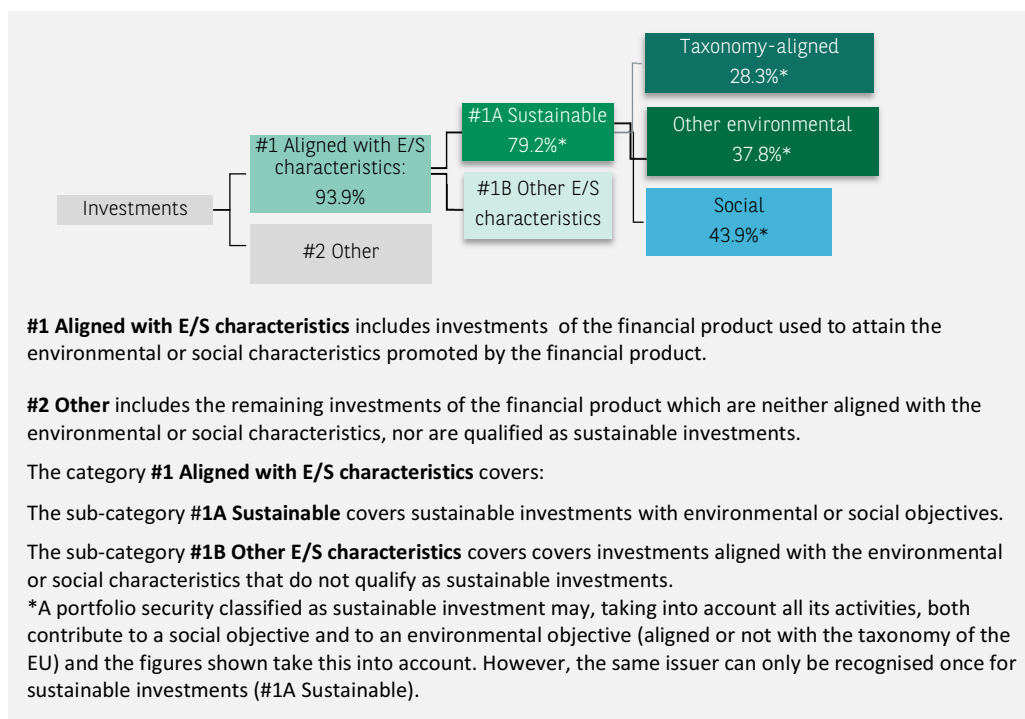 Taxonomy-aligned
28.3%*
#1A Sustainable
79.2%*
Other environmental
37.8%*
#1 Aligned with E/S
characteristics:
93.9%
#1B Other E/S
characteristics
Social
43.9%*
Investments
#2 Other
#1 Aligned with E/S characteristics includes investments of the financial product used to attain the
environmental or social characteristics promoted by the financial product.
#2 Other includes the remaining investments of the financial product which are neither aligned with the
environmental or social characteristics, nor are qualified as sustainable investments.
The category #1 Aligned with E/S characteristics covers:
The sub-category #1A Sustainable covers sustainable investments with environmental or social objectives.
The sub-category #1B Other E/S characteristics covers covers investments aligned with the environmental
or social characteristics that do not qualify as sustainable investments.
*A portfolio security classified as sustainable investment may, taking into account all its activities, both
contribute to a social objective and to an environmental objective (aligned or not with the taxonomy of the
EU) and the figures shown take this into account. However, the same issuer can only be recognised once for
sustainable investments (#1A Sustainable).